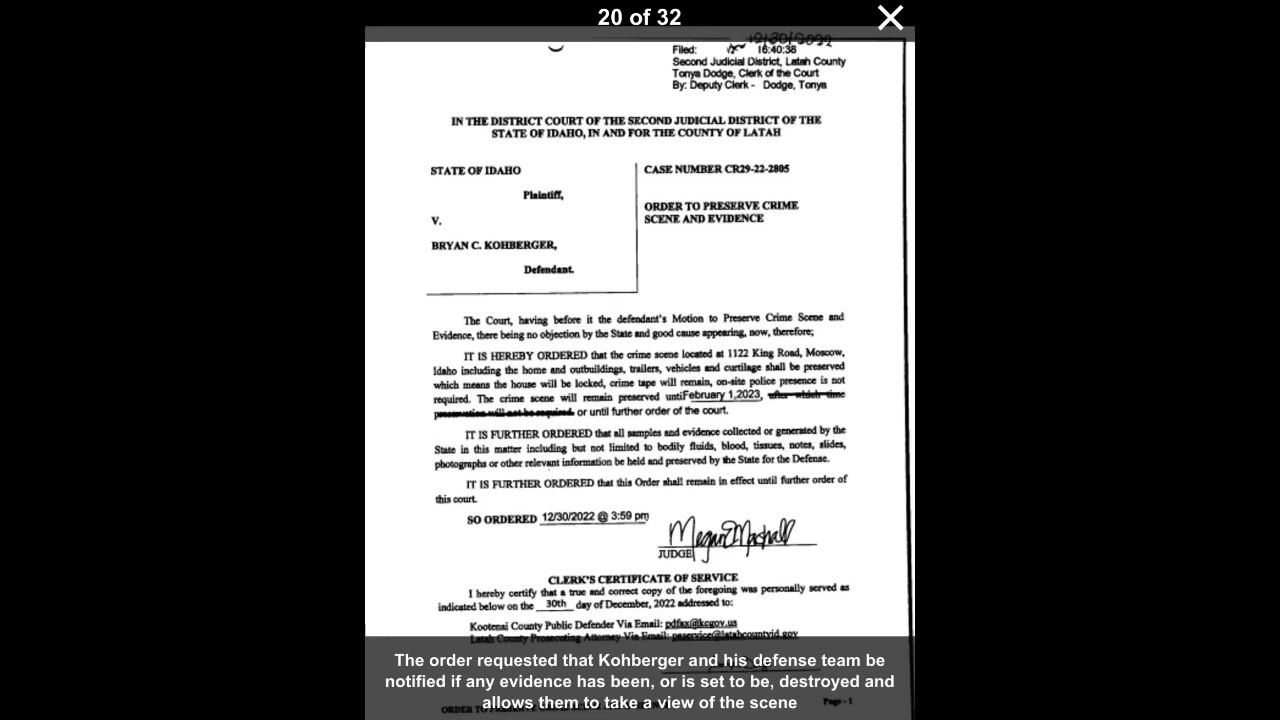 20 of 32
12/30/2022
Filed: 16:40:38
Second Judicial District, Latah County
Tonya Dodge, Clerk of the Court
By: Deputy Clerk - Dodge, Tonya
IN THE DISTRICT COURT OF THE SECOND JUDICIAL DISTRICT OF THE
STATE OF IDAHO, IN AND FOR THE COUNTY OF LATAH
STATE OF IDAHO
Plaintiff,
V.
BRYAN C. KOHBERGER,
Defendant.
CASE NUMBER CR29-22-2805
ORDER TO PRESERVE CRIME
SCENE AND EVIDENCE
The Court, having before it the defendant's Motion to Preserve Crime Scene and
Evidence, there being no objection by the State and good cause appearing, now, therefore;
IT IS HEREBY ORDERED that the crime scene located at 1122 King Road, Moscow,
Idaho including the home and outbuildings, trailers, vehicles and curtilage shall be preserved
which means the house will be locked, crime tape will remain, on-site police presence is not
required. The crime scene will remain preserved until February 1,2023, after which time
preservation will not be required. or until further order of the court.
IT IS FURTHER ORDERED that all samples and evidence collected or generated by the
State in this matter including but not limited to bodily fluids, blood, tissues, notes, slides,
photographs or other relevant information be held and preserved by the State for the Defense.
IT IS FURTHER ORDERED that this Order shall remain in effect until further order of
this court.
SO ORDERED 12/30/2022 @ 3:59 pm
Megan E Marshall
JUDGE
CLERK'S CERTIFICATE OF SERVICE
I hereby certify that a true and correct copy of the foregoing was personally served as
indicated below on the 30th day of December, 2022 addressed to:
Kootenai County Public Defender Via Email: pdfax@kcgov.us
Latah County Prosecuting Attorney Via Email: paservice@latahcountyid.gov
The order requested that Kohberger and his defense team be
notified if any evidence has been, or is set to be, destroyed and
allows them to take a view of the scene
ORDER TO PRESERVE CRIME SCENE
Page - 1